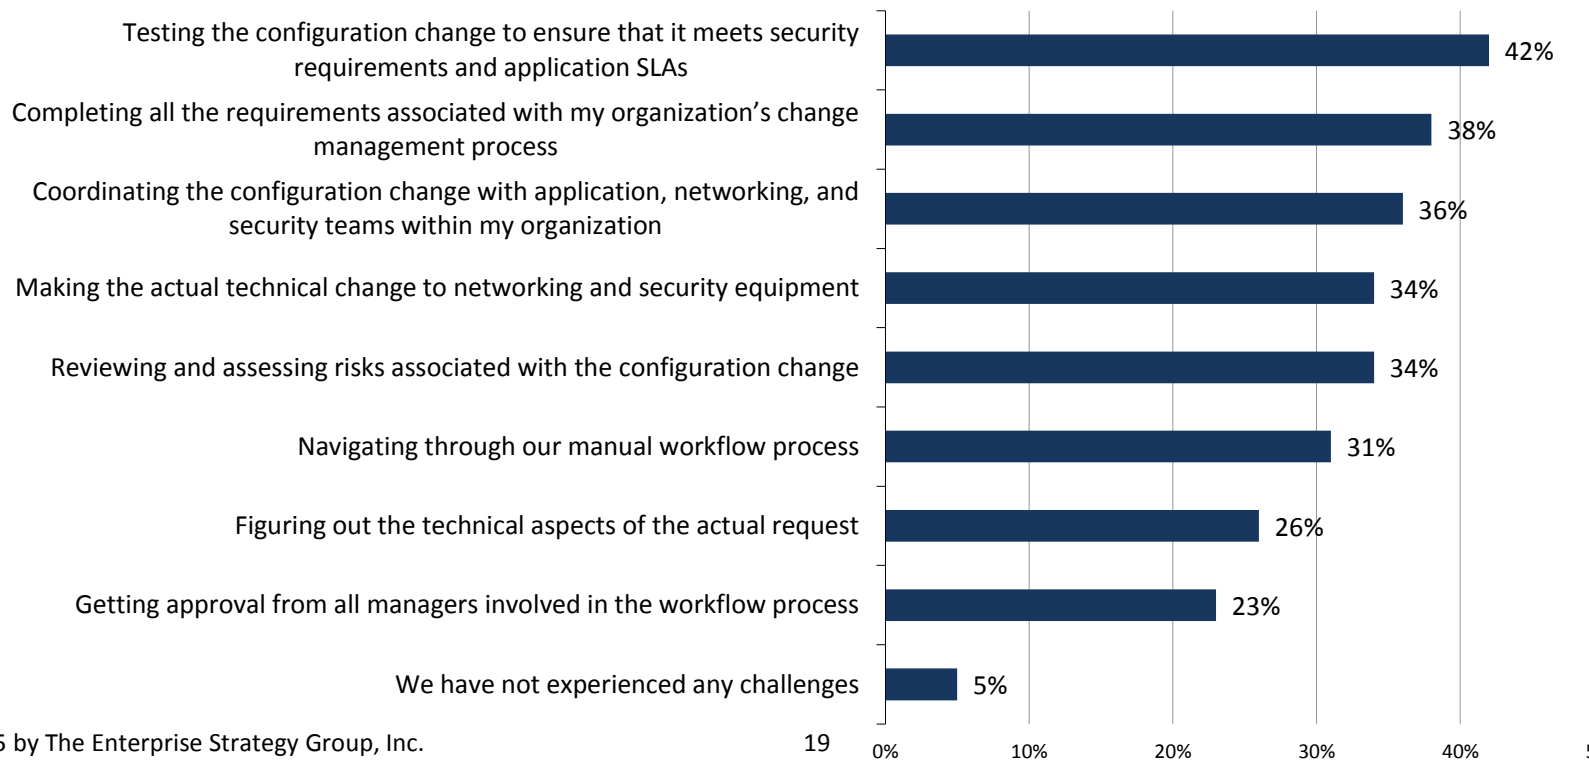 Testing the configuration change to ensure that it meets security
requirements and application SLAs
42%
Completing all the requirements associated with my organization’s change
management process
38%
Coordinating the configuration change with application, networking, and
security teams within my organization
36%
Making the actual technical change to networking and security equipment
34%
Reviewing and assessing risks associated with the configuration change
34%
Navigating through our manual workflow process
31%
Figuring out the technical aspects of the actual request
26%
Getting approval from all managers involved in the workflow process
23%
We have not experienced any challenges
5%
by The Enterprise Strategy Group, Inc.
19
0% 10% 20% 30% 40%